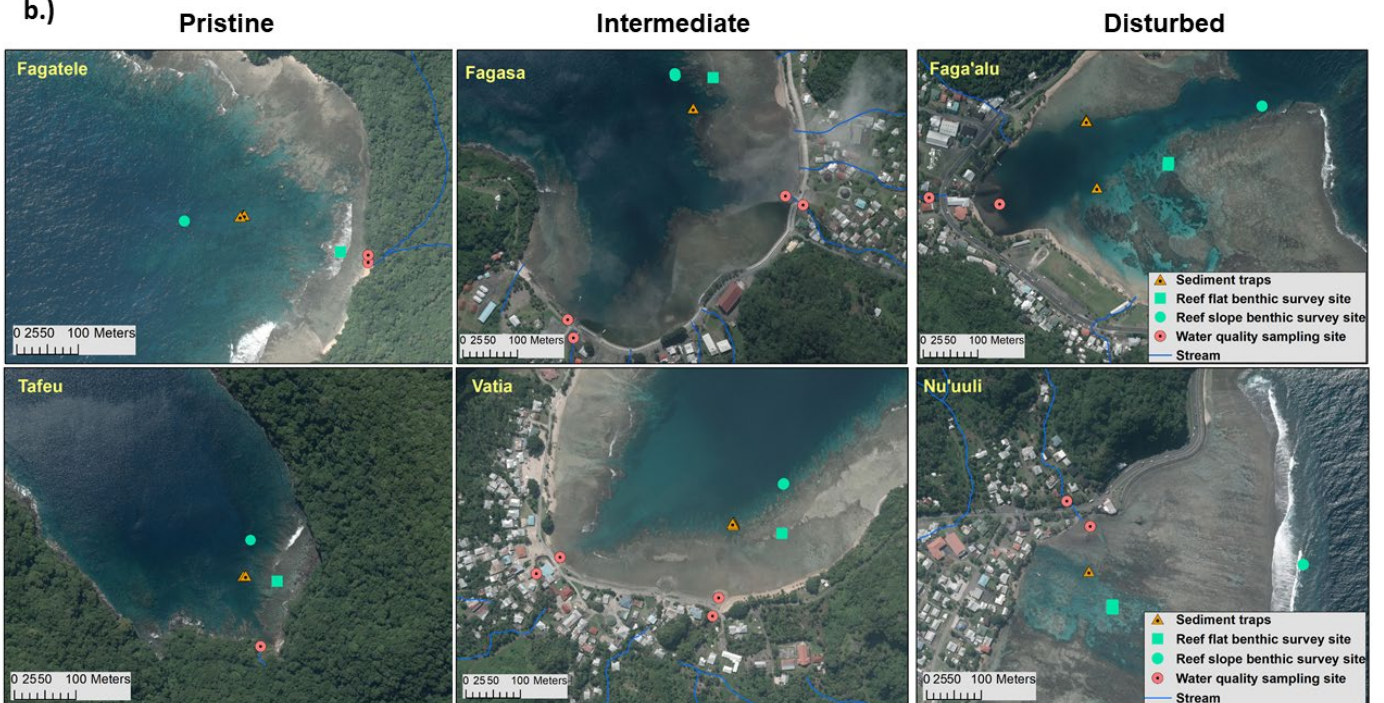 b.)
Pristine
Intermediate
Disturbed
Fagatele
0 2550 100 Meters
Fagasa
0 2550 100 Meters
Faga'alu
0 2550 100 Meters
Sediment traps
Reef flat benthic survey site
Reef slope benthic survey site
Water quality sampling site
Stream
Tafeu
0 2550 100 Meters
Vatia
0 2550 100 Meters
Nu'uuli
0 2550 100 Meters
Sediment traps
Reef flat benthic survey site
Reef slope benthic survey site
Water quality sampling site
Stream